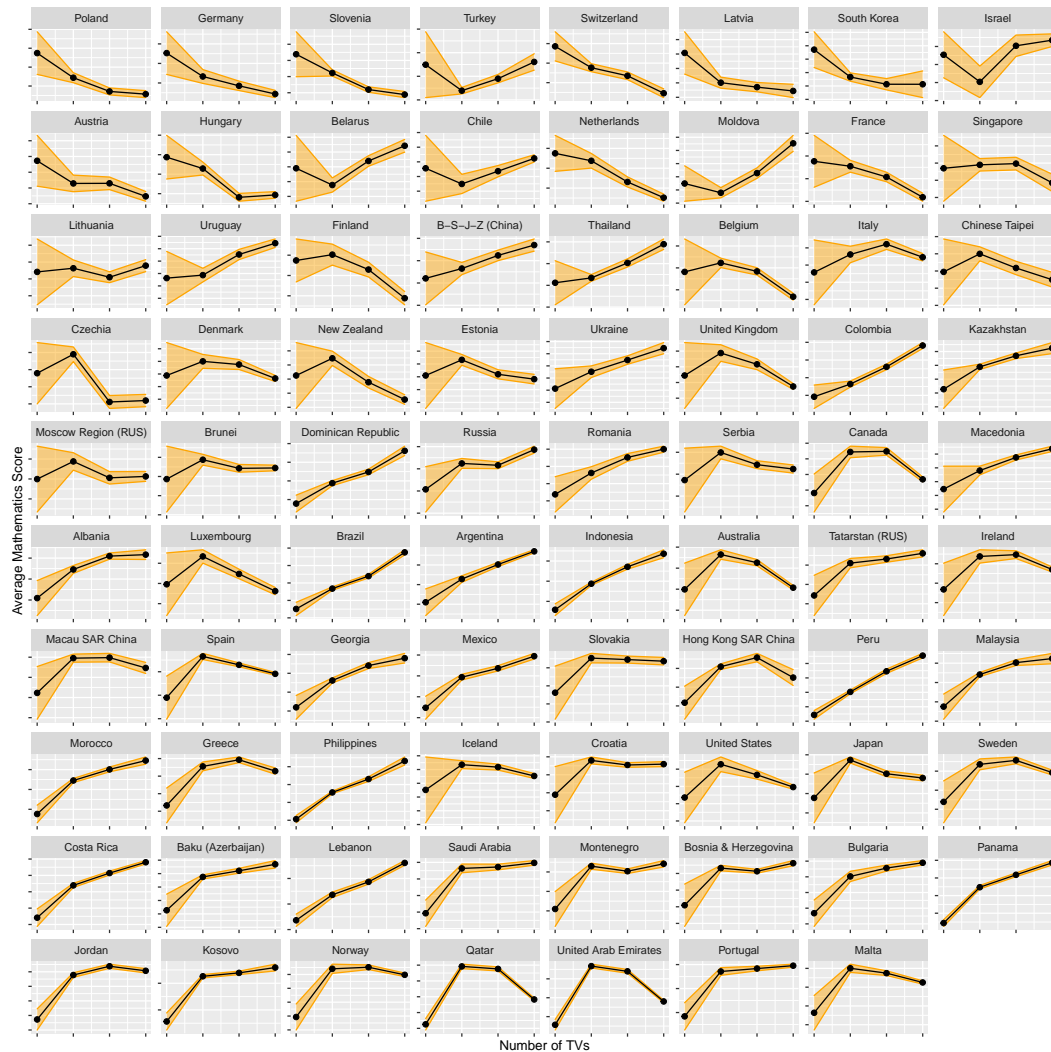 Poland Germany Slovenia Turkey Switzerland Latvia South Korea Israel
Austria Hungary Belarus Chile Netherlands Moldova France Singapore
Lithuania Uruguay Finland B−S−J−Z (China) Thailand Belgium Italy Chinese Taipei
Czechia Denmark New Zealand Estonia Ukraine United Kingdom Colombia Kazakhstan
Moscow Region (RUS) Brunei Dominican Republic Russia Romania Serbia Canada Macedonia
Albania Luxembourg Brazil Argentina Indonesia Australia Tatarstan (RUS) Ireland
Macau SAR China Spain Georgia Mexico Slovakia Hong Kong SAR China Peru Malaysia
Morocco Greece Philippines Iceland Croatia United States Japan Sweden
Costa Rica Baku (Azerbaijan) Lebanon Saudi Arabia Montenegro Bosnia & Herzegovina Bulgaria Panama
Jordan Kosovo Norway Qatar United Arab Emirates Portugal Malta
Average Mathematics Score
Number of TVs